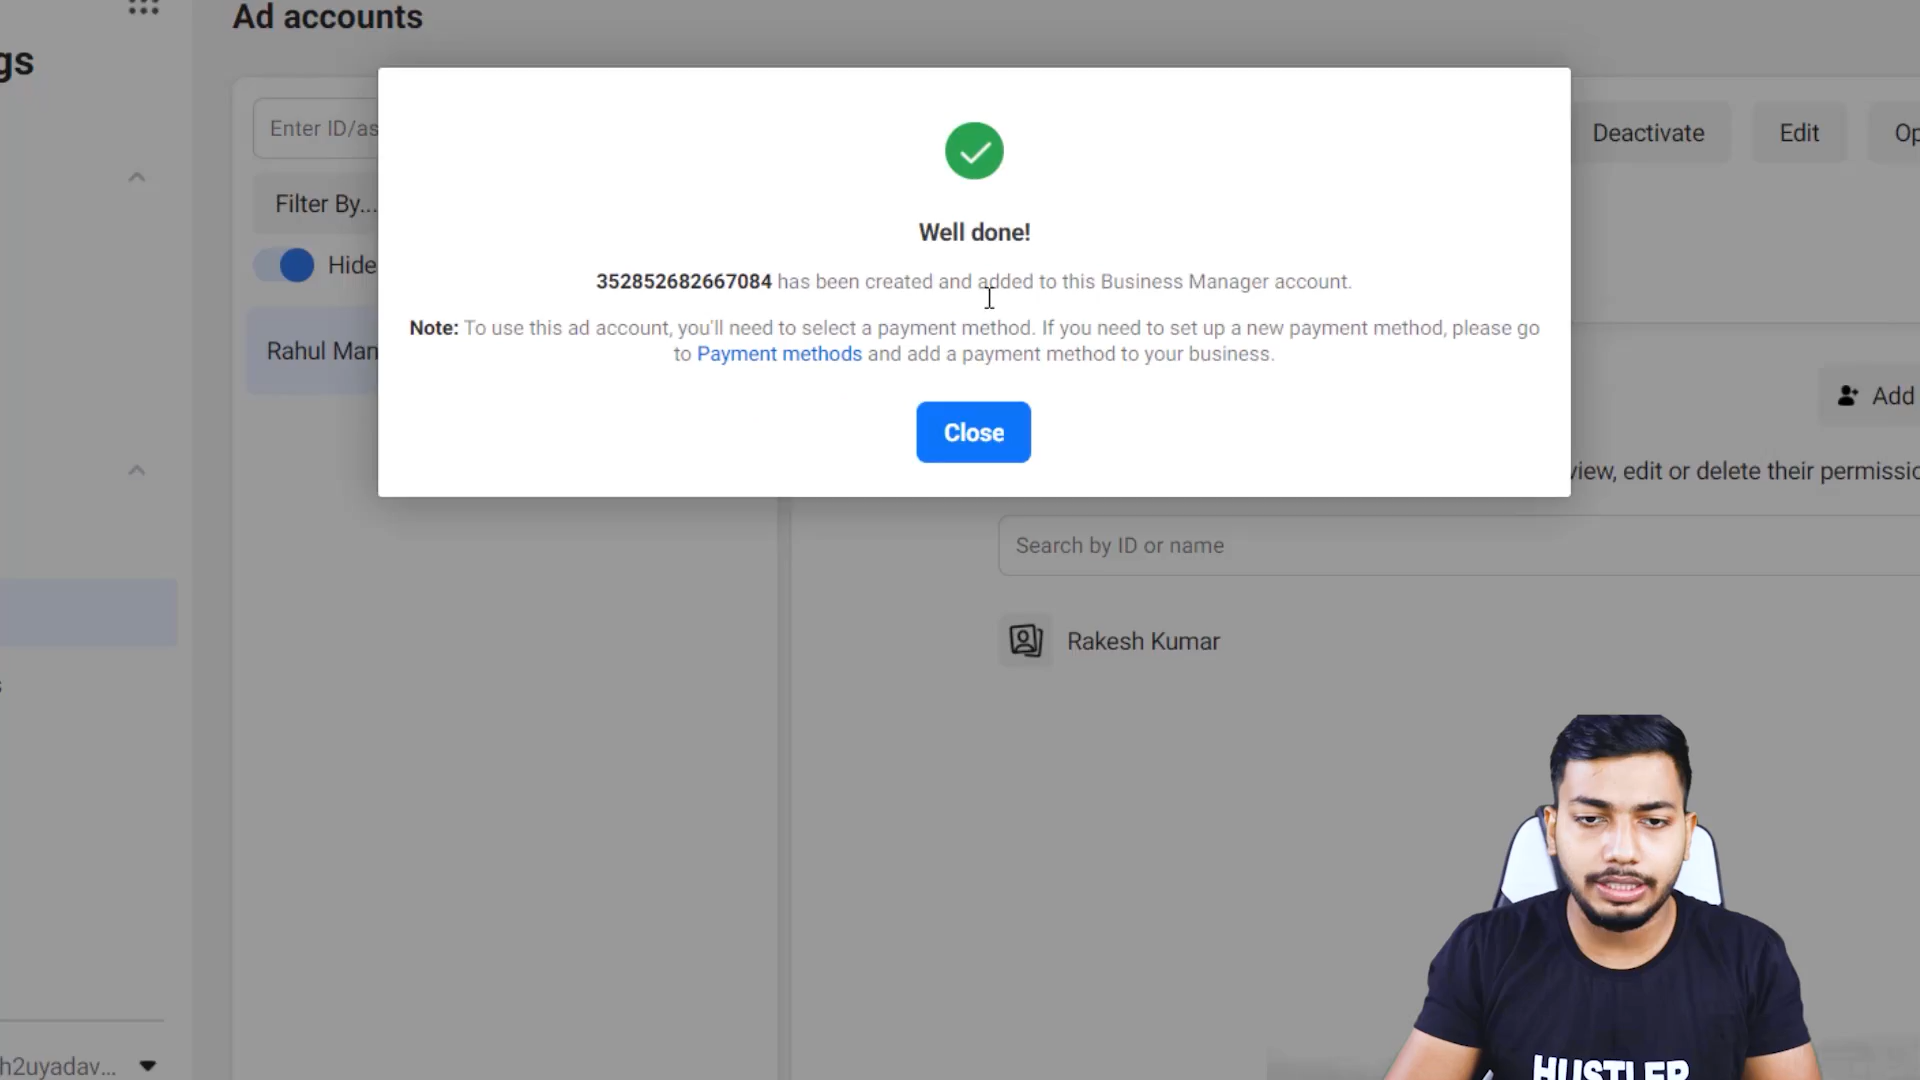 Ad accounts
gs
Enter ID/as
Deactivate
Edit
Op
Filter By...
Hide
Well done!
352852682667084 has been created and added to this Business Manager account.
Note: To use this ad account, you'll need to select a payment method. If you need to set up a new payment method, please go
to Payment methods and add a payment method to your business.
Rahul Man
Close
Add
view, edit or delete their permissio
Search by ID or name
Rakesh Kumar
s
h2uyadav...
HUSTLER